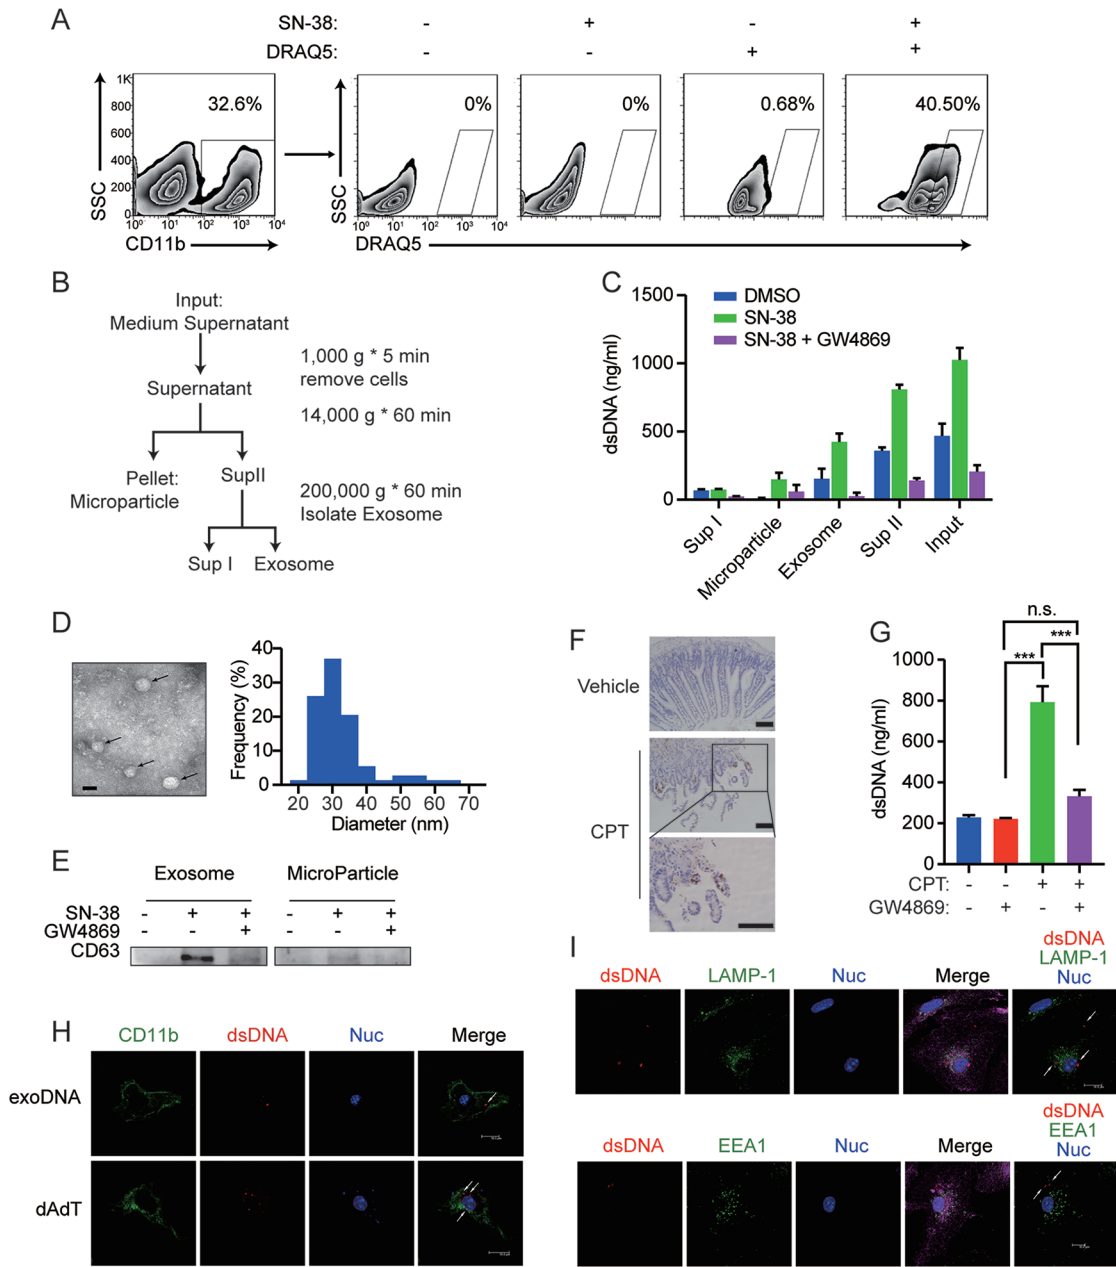 A
SN-38: - + - +
DRAQ5: - - + +
1K
800
600
400
200
0
SSC
32.6%
10⁰ 10¹ 10² 10³ 10⁴
CD11b
SSC
0%
0%
0.68%
40.50%
10⁰ 10¹ 10² 10³ 10⁴
DRAQ5
B
Input:
Medium Supernatant
1,000 g * 5 min
remove cells
Supernatant
14,000 g * 60 min
Pellet:
Microparticle
SupII
200,000 g * 60 min
Isolate Exosome
Sup I Exosome
C
dsDNA (ng/ml)
1500
1000
500
0
DMSO
SN-38
SN-38 + GW4869
Sup I
Microparticle
Exosome
Sup II
Input
D
Frequency (%)
40
30
20
10
0
20 30 40 50 60 70
Diameter (nm)
E
Exosome MicroParticle
SN-38 - + + - + +
GW4869 - - + - - +
CD63
F
Vehicle
CPT
G
n.s.
***
***
dsDNA (ng/ml)
1000
800
600
400
200
0
CPT: - - + +
GW4869: - + - +
H
CD11b dsDNA Nuc Merge
exoDNA
dAdT
I
dsDNA LAMP-1 Nuc Merge
dsDNA
LAMP-1
Nuc
dsDNA EEA1 Nuc Merge
dsDNA
EEA1
Nuc